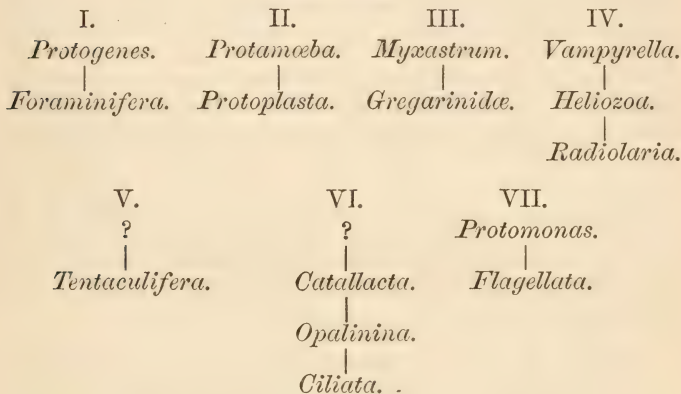 I. II. III. IV.
Protogenes. Protamœba. Myxastrum. Vampyrella.
Foraminifera. Protoplasta. Gregarinidæ. Heliozoa.
Radiolaria.
V. VI. VII.
? ? Protomonas.
Tentaculifera. Catallacta. Flagellata.
Opalinina.
Ciliata.